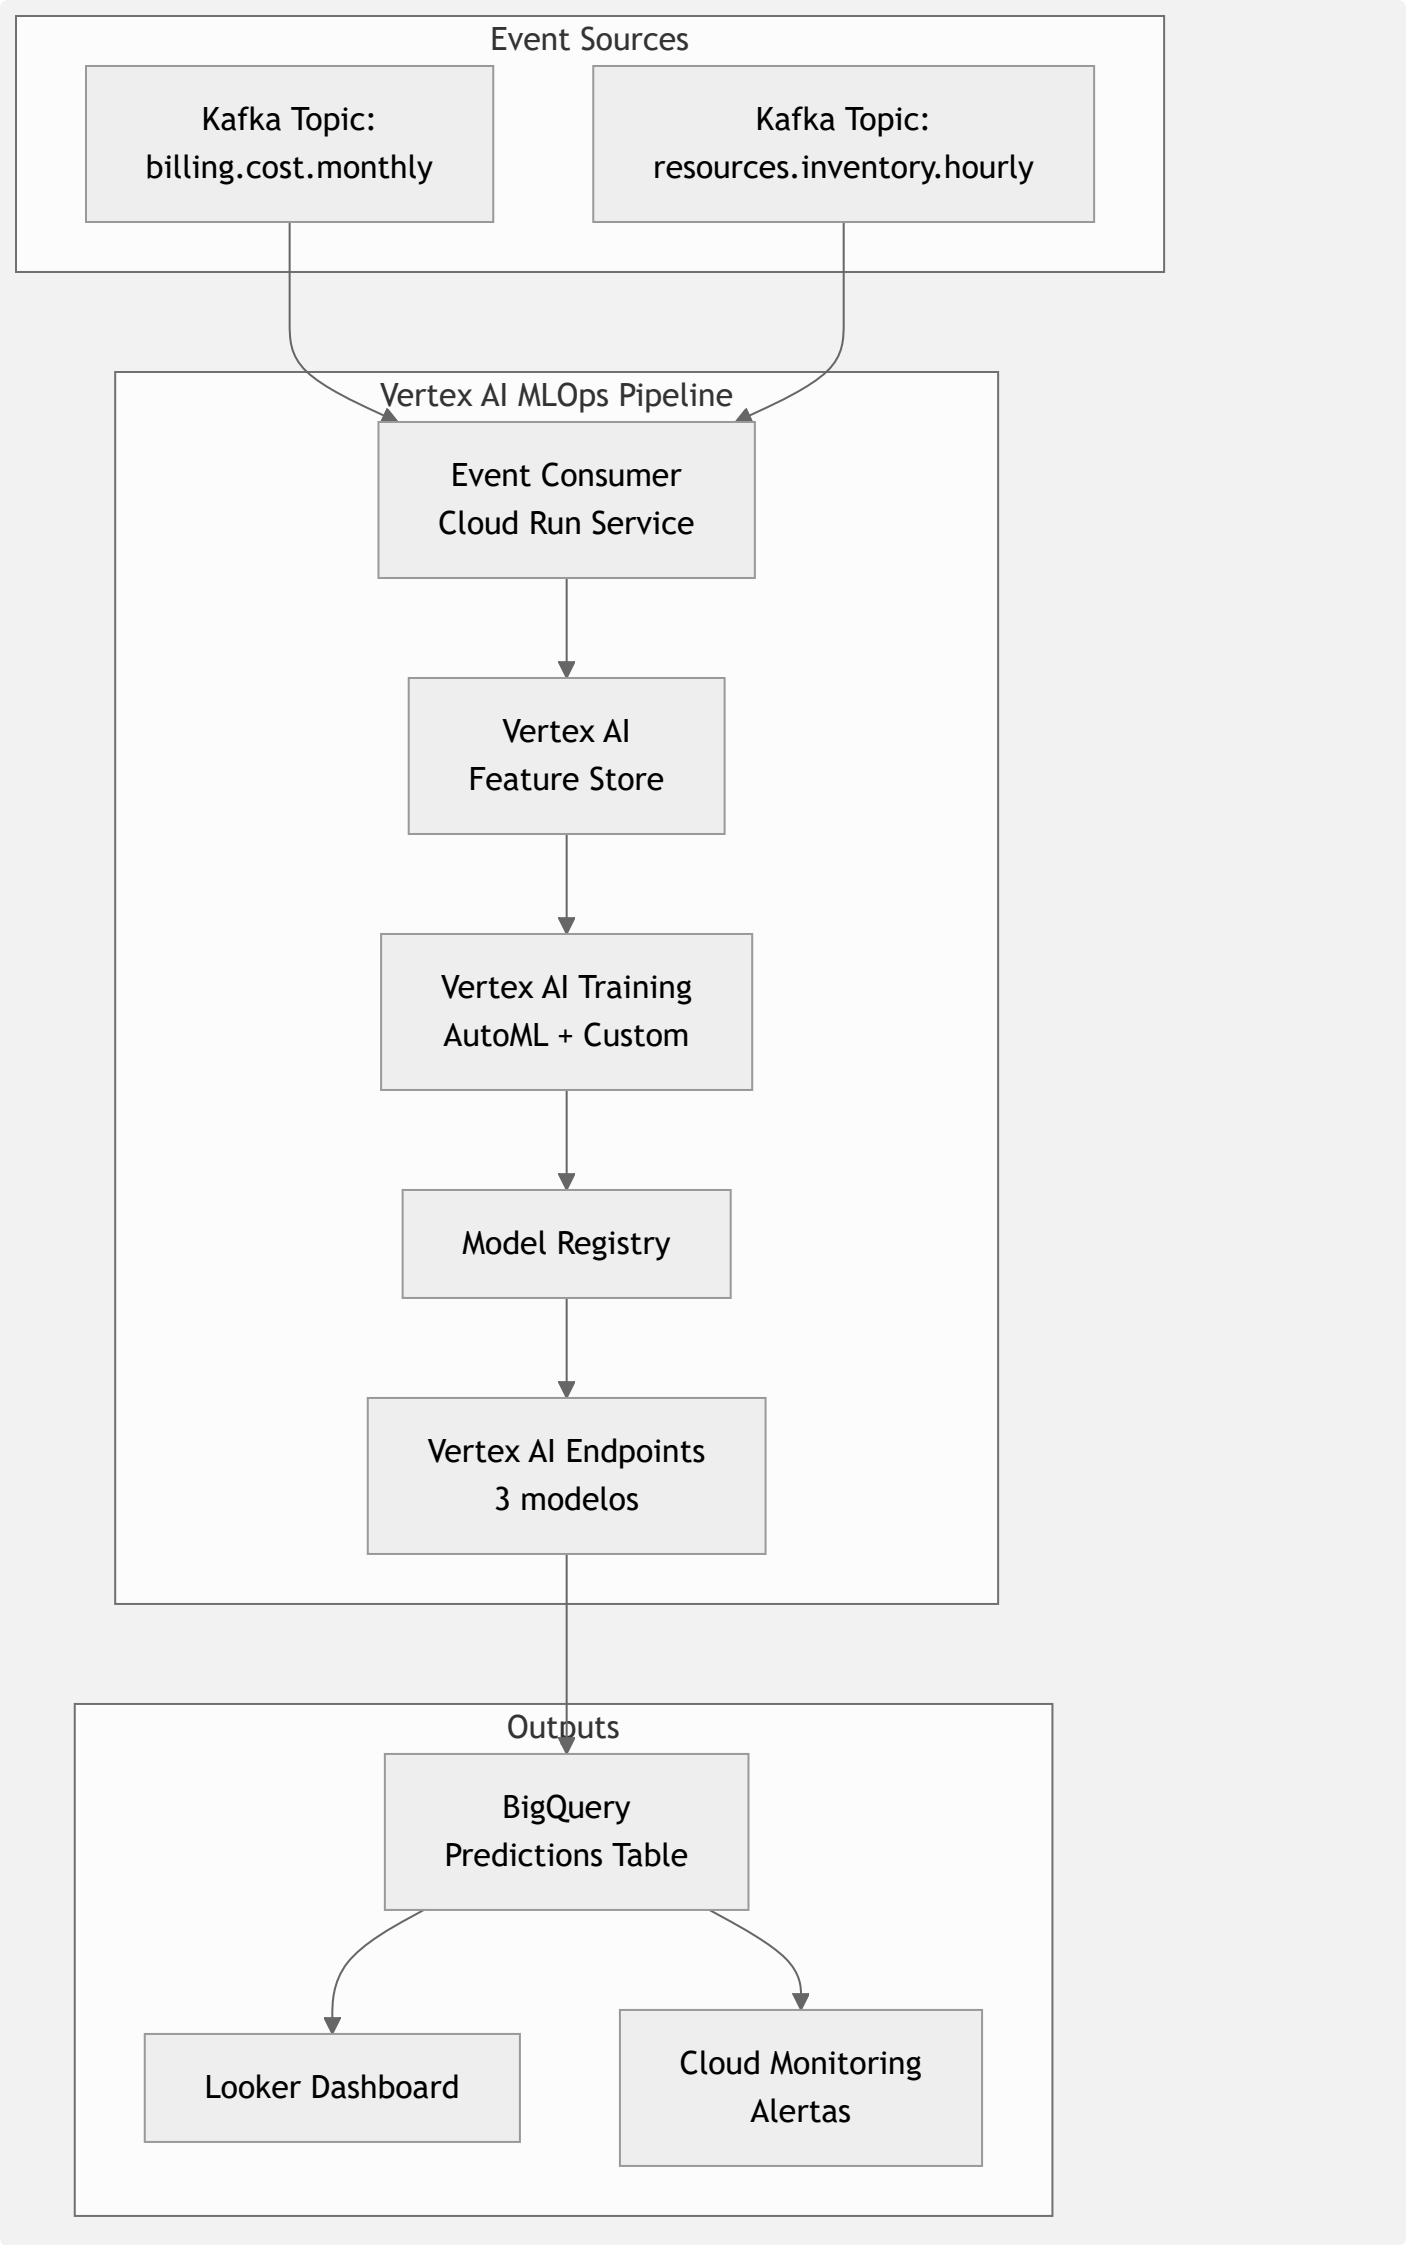 Event Sources
Kafka Topic:
billing.cost.monthly
Kafka Topic:
resources.inventory.hourly
Vertex AI MLOps Pipeline
Event Consumer
Cloud Run Service
Vertex AI
Feature Store
Vertex AI Training
AutoML + Custom
Model Registry
Vertex AI Endpoints
3 modelos
Outputs
BigQuery
Predictions Table
Looker Dashboard
Cloud Monitoring
Alertas